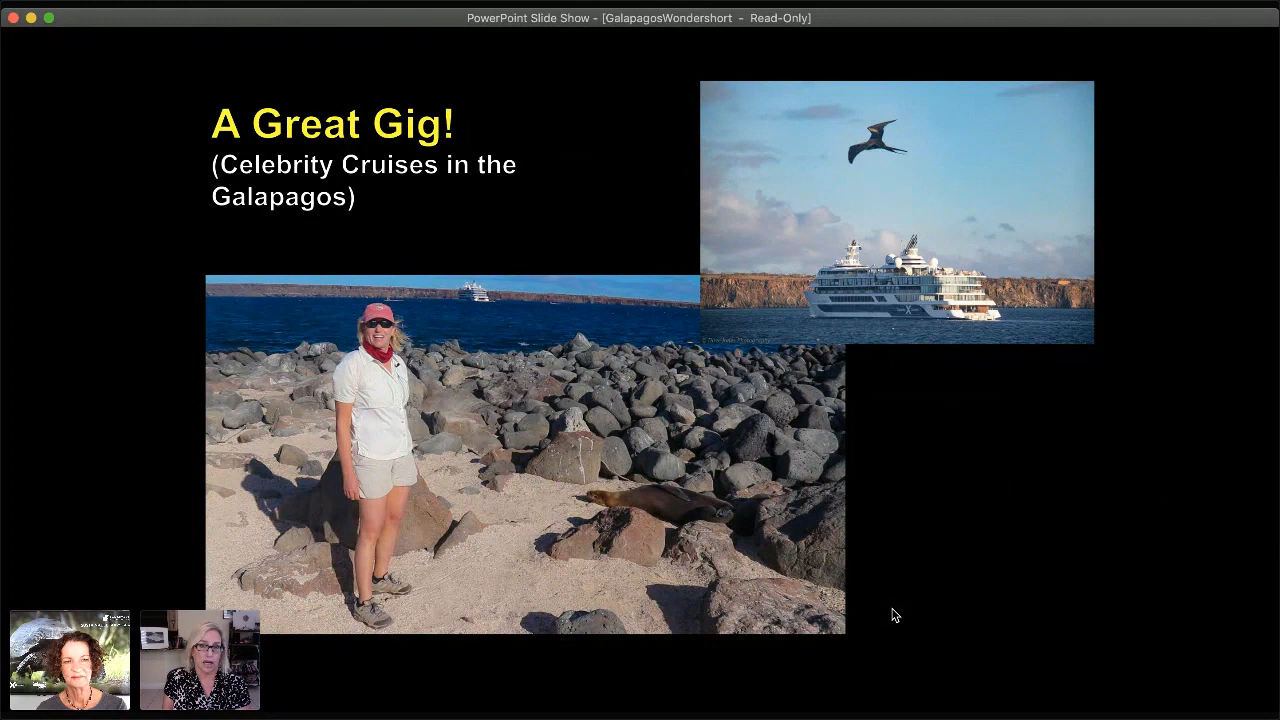 PowerPoint Slide Show - [GalapagosWondershort - Read-Only]
A Great Gig!
(Celebrity Cruises in the
Galapagos)
X